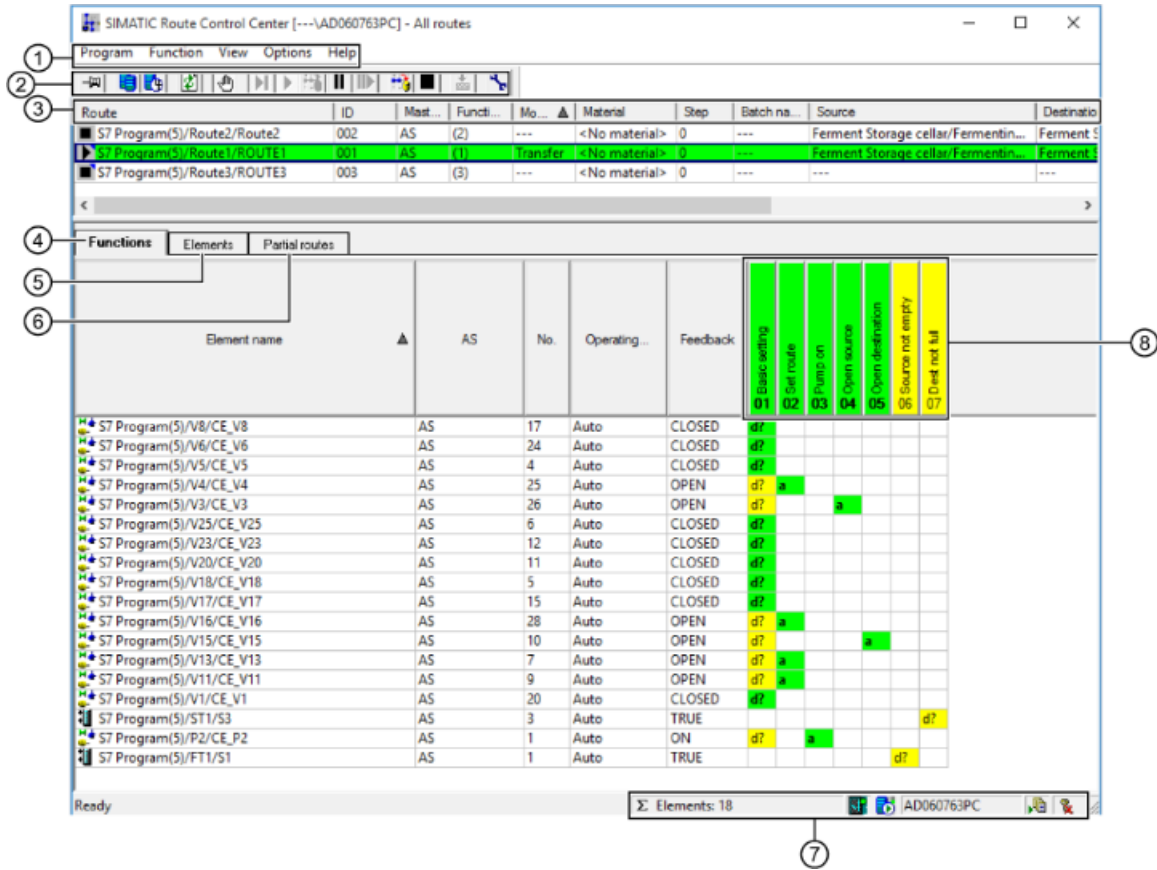 SIMATIC Route Control Center [---\AD060763PC] - All routes
1 Program Function View Options Help
2
3 Route ID Mast... Functi... Mo... Material Step Batch na... Source Destinatio
S7 Program(5)/Route2/Route2 002 AS (2) --- <No material> 0 --- Ferment Storage cellar/Fermentin... Ferment S
S7 Program(5)/Route1/ROUTE1 001 AS (1) Transfer <No material> 0 --- Ferment Storage cellar/Fermentin... Ferment S
S7 Program(5)/Route3/ROUTE3 003 AS (3) --- <No material> 0 --- --- ---
4 Functions Elements Partial routes
5
6
Element name AS No. Operating... Feedback
Basic setting 01
Set route 02
Pump on 03
Open source 04
Open destination 05
Source not empty 06
Dest not full 07
8
S7 Program(5)/V8/CE_V8 AS 17 Auto CLOSED d?
S7 Program(5)/V6/CE_V6 AS 24 Auto CLOSED d?
S7 Program(5)/V5/CE_V5 AS 4 Auto CLOSED d?
S7 Program(5)/V4/CE_V4 AS 25 Auto OPEN d? a
S7 Program(5)/V3/CE_V3 AS 26 Auto OPEN d? a
S7 Program(5)/V25/CE_V25 AS 6 Auto CLOSED d?
S7 Program(5)/V23/CE_V23 AS 12 Auto CLOSED d?
S7 Program(5)/V20/CE_V20 AS 11 Auto CLOSED d?
S7 Program(5)/V18/CE_V18 AS 5 Auto CLOSED d?
S7 Program(5)/V17/CE_V17 AS 15 Auto CLOSED d?
S7 Program(5)/V16/CE_V16 AS 28 Auto OPEN d? a
S7 Program(5)/V15/CE_V15 AS 10 Auto OPEN d? a
S7 Program(5)/V13/CE_V13 AS 7 Auto OPEN d? a
S7 Program(5)/V11/CE_V11 AS 9 Auto OPEN d? a
S7 Program(5)/V1/CE_V1 AS 20 Auto CLOSED d?
S7 Program(5)/ST1/S3 AS 3 Auto TRUE d?
S7 Program(5)/P2/CE_P2 AS 1 Auto ON d? a
S7 Program(5)/FT1/S1 AS 1 Auto TRUE d?
Ready Σ Elements: 18 AD060763PC
7